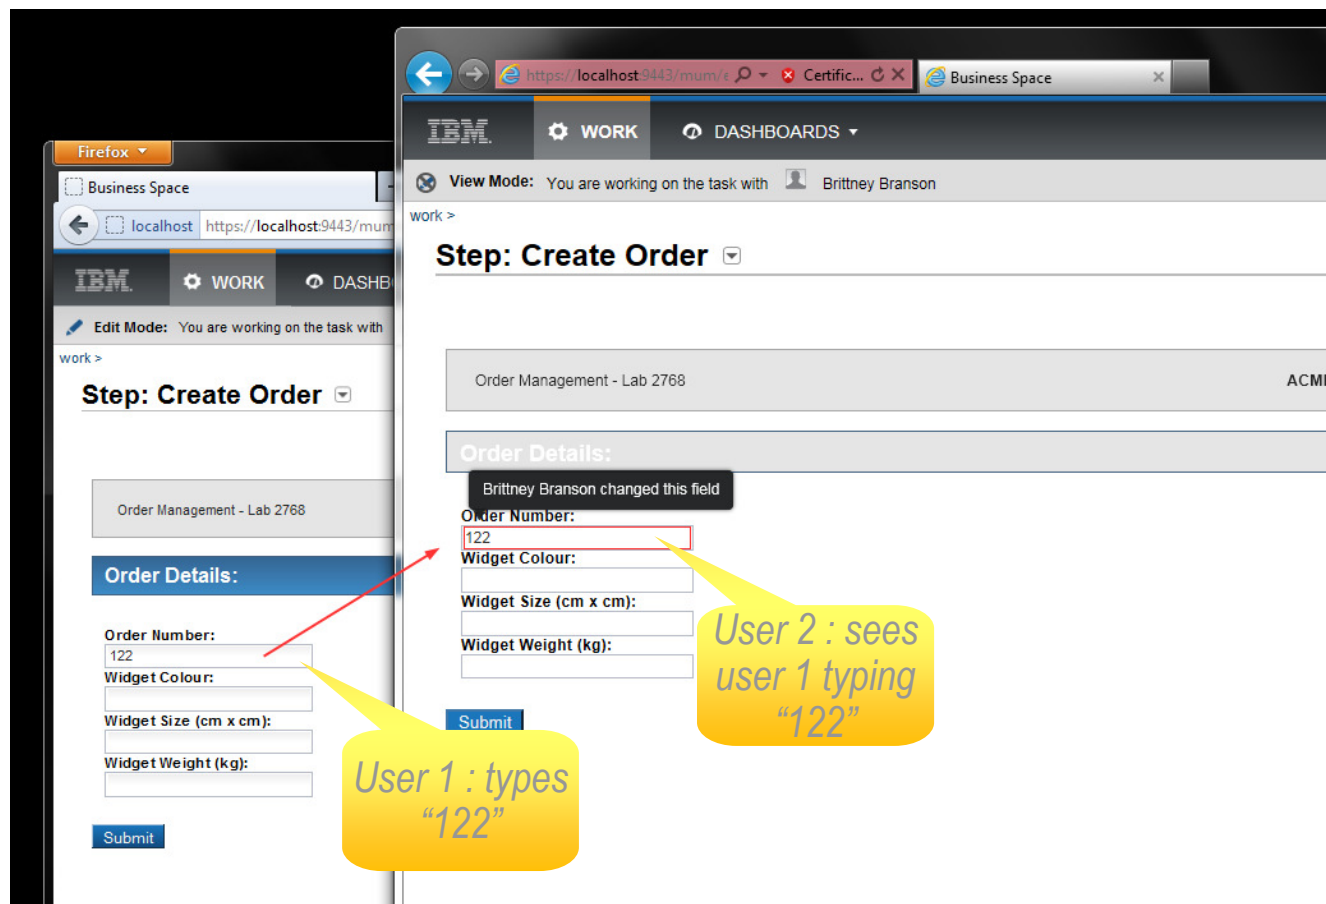 https://localhost:9443/mum/e
Certific...
Business Space
IBM.
WORK
DASHBOARDS
View Mode: You are working on the task with Brittney Branson
work >
Step: Create Order
Order Management - Lab 2768
Order Details:
Brittney Branson changed this field
Order Number:
122
Widget Colour:
Widget Size (cm x cm):
Widget Weight (kg):
Submit
User 2 : sees
user 1 typing
“122”
Firefox
Business Space
localhost https://localhost:9443/mum
IBM.
WORK
Edit Mode: You are working on the task with
work >
Step: Create Order
Order Management - Lab 2768
Order Details:
Order Number:
122
Widget Colour:
Widget Size (cm x cm):
Widget Weight (kg):
Submit
User 1 : types
“122”